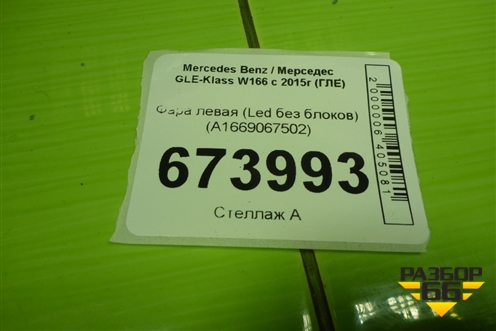 Mercedes Benz / Мерседес
GLE-Klass W166 с 2015г (ГЛЕ)
Фара левая (Led без блоков)
(A1669067502)
673993
Стеллаж А
2000006405081
РАЗБОР
66